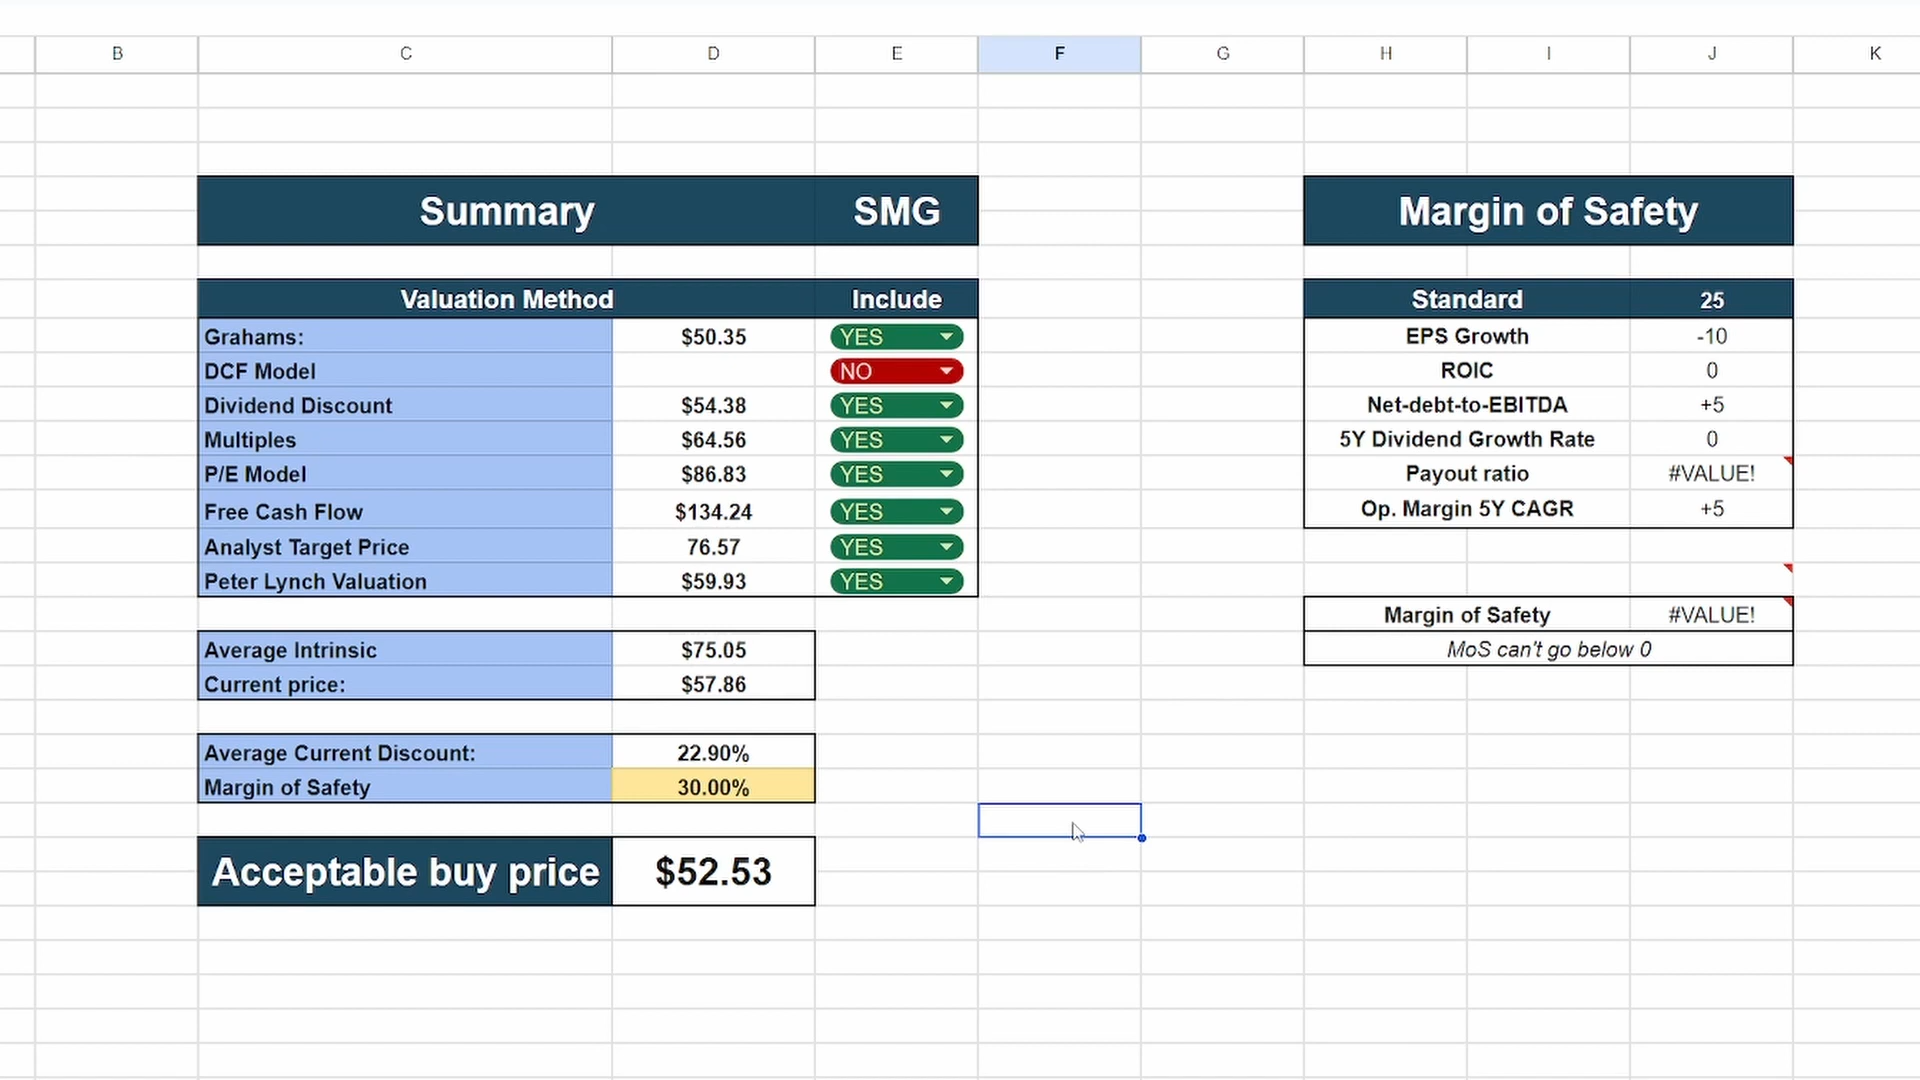 B C D E F G H I J K
Summary SMG
Valuation Method Include
Grahams: $50.35 YES
DCF Model NO
Dividend Discount $54.38 YES
Multiples $64.56 YES
P/E Model $86.83 YES
Free Cash Flow $134.24 YES
Analyst Target Price 76.57 YES
Peter Lynch Valuation $59.93 YES
Average Intrinsic $75.05
Current price: $57.86
Average Current Discount: 22.90%
Margin of Safety 30.00%
Acceptable buy price $52.53
Margin of Safety
Standard 25
EPS Growth -10
ROIC 0
Net-debt-to-EBITDA +5
5Y Dividend Growth Rate 0
Payout ratio #VALUE!
Op. Margin 5Y CAGR +5
Margin of Safety #VALUE!
MoS can't go below 0